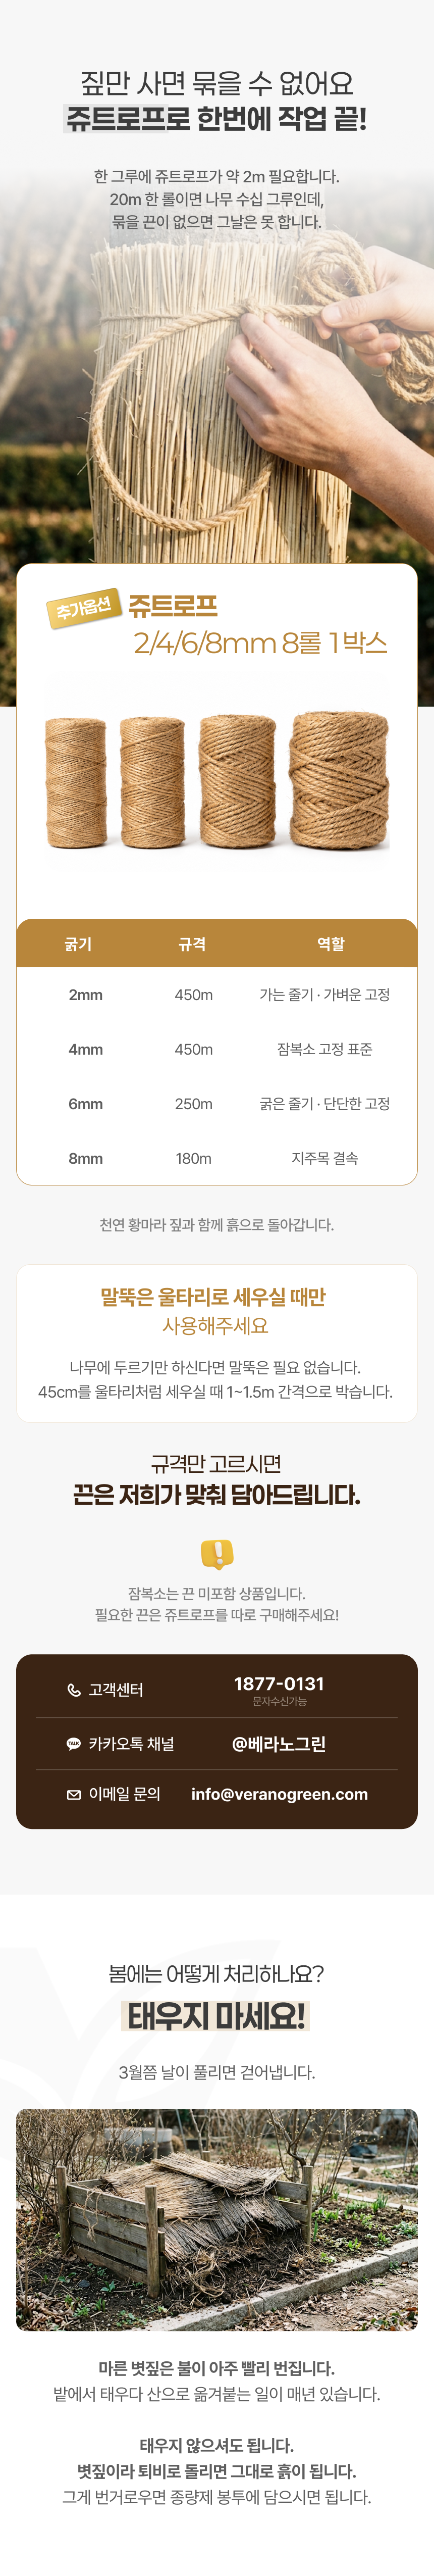 짚만 사면 묶을 수 없어요
쥬트로프로 한번에 작업 끝!
한 그루에 쥬트로프가 약 2m 필요합니다.
20m 한 롤이면 나무 수십 그루인데,
묶을 끈이 없으면 그날은 못 합니다.
추가옵션 쥬트로프
2/4/6/8mm 8롤 1박스
굵기 규격 역할
2mm 450m 가는 줄기 · 가벼운 고정
4mm 450m 잠복소 고정 표준
6mm 250m 굵은 줄기 · 단단한 고정
8mm 180m 지주목 결속
천연 황마라 짚과 함께 흙으로 돌아갑니다.
말뚝은 울타리로 세우실 때만
사용해주세요
나무에 두르기만 하신다면 말뚝은 필요 없습니다.
45cm를 울타리처럼 세우실 때 1~1.5m 간격으로 박습니다.
규격만 고르시면
끈은 저희가 맞춰 담아드립니다.
잠복소는 끈 미포함 상품입니다.
필요한 끈은 쥬트로프를 따로 구매해주세요!
고객센터 1877-0131
문자수신가능
TALK 카카오톡 채널 @베라노그린
이메일 문의 info@veranogreen.com
봄에는 어떻게 처리하나요?
태우지 마세요!
3월쯤 날이 풀리면 걷어냅니다.
마른 볏짚은 불이 아주 빨리 번집니다.
밭에서 태우다 산으로 옮겨붙는 일이 매년 있습니다.
태우지 않으셔도 됩니다.
볏짚이라 퇴비로 돌리면 그대로 흙이 됩니다.
그게 번거로우면 종량제 봉투에 담으시면 됩니다.